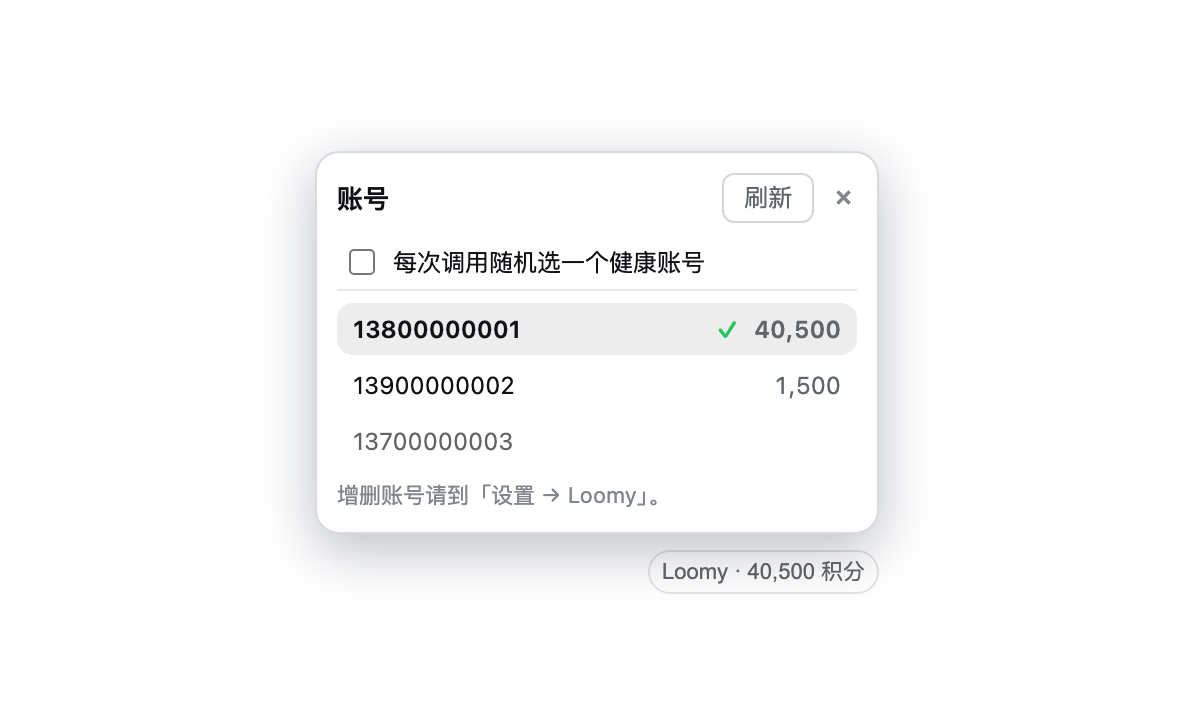 账号 刷新 ×
每次调用随机选一个健康账号
13800000001 ✓ 40,500
13900000002 1,500
13700000003
增删账号请到「设置 → Loomy」。
Loomy · 40,500 积分